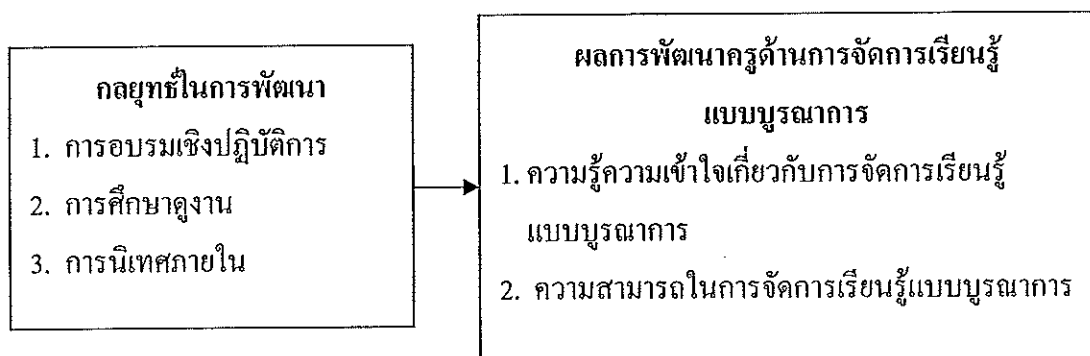 กลยุทธ์ในการพัฒนา
1. การอบรมเชิงปฏิบัติการ
2. การศึกษาดูงาน
3. การนิเทศภายใน
ผลการพัฒนาครูด้านการจัดการเรียนรู้
แบบบูรณาการ
1. ความรู้ความเข้าใจเกี่ยวกับการจัดการเรียนรู้
แบบบูรณาการ
2. ความสามารถในการจัดการเรียนรู้แบบบูรณาการ